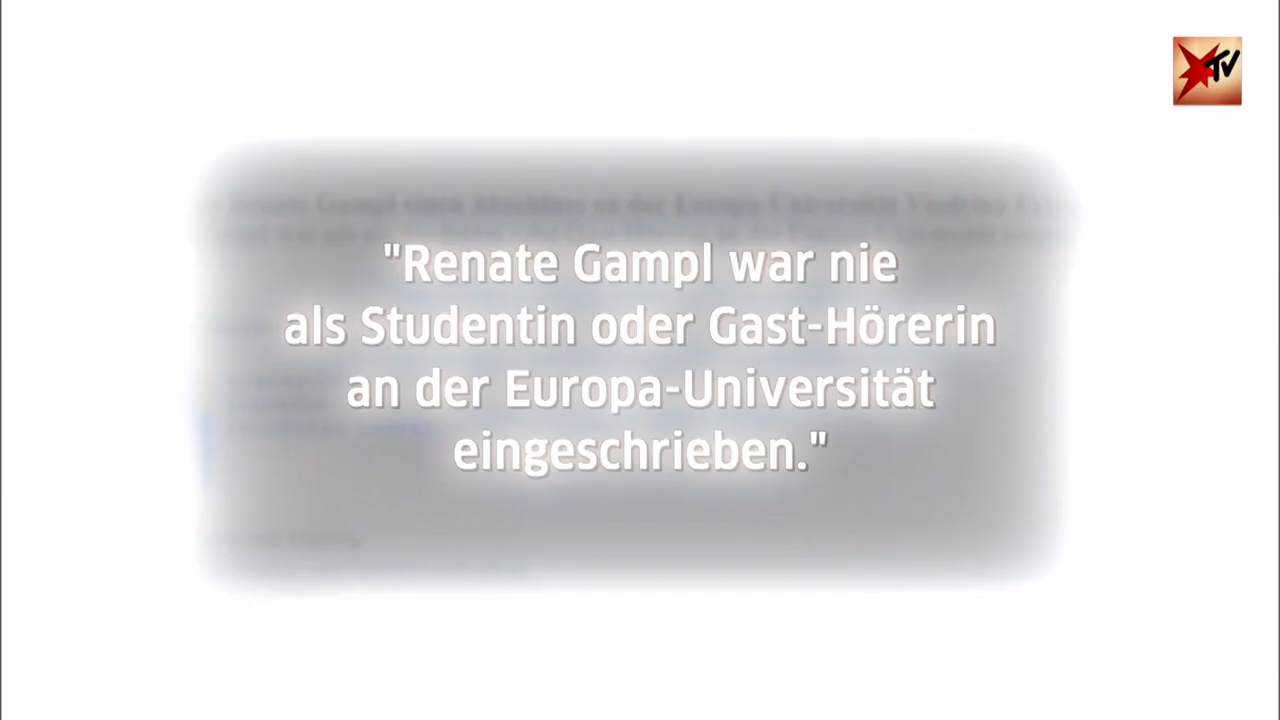 TV
"Renate Gampl war nie
als Studentin oder Gast-Hörerin
an der Europa-Universität
eingeschrieben."